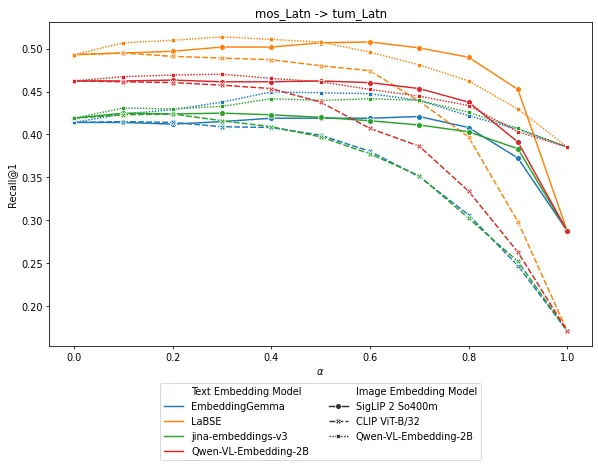 mos_Latn -> tum_Latn
Recall@1
0.50
0.45
0.40
0.35
0.30
0.25
0.20
0.0 0.2 0.4 0.6 0.8 1.0
α
Text Embedding Model Image Embedding Model
EmbeddingGemma SigLIP 2 So400m
LaBSE CLIP ViT-B/32
jina-embeddings-v3 Qwen-VL-Embedding-2B
Qwen-VL-Embedding-2B